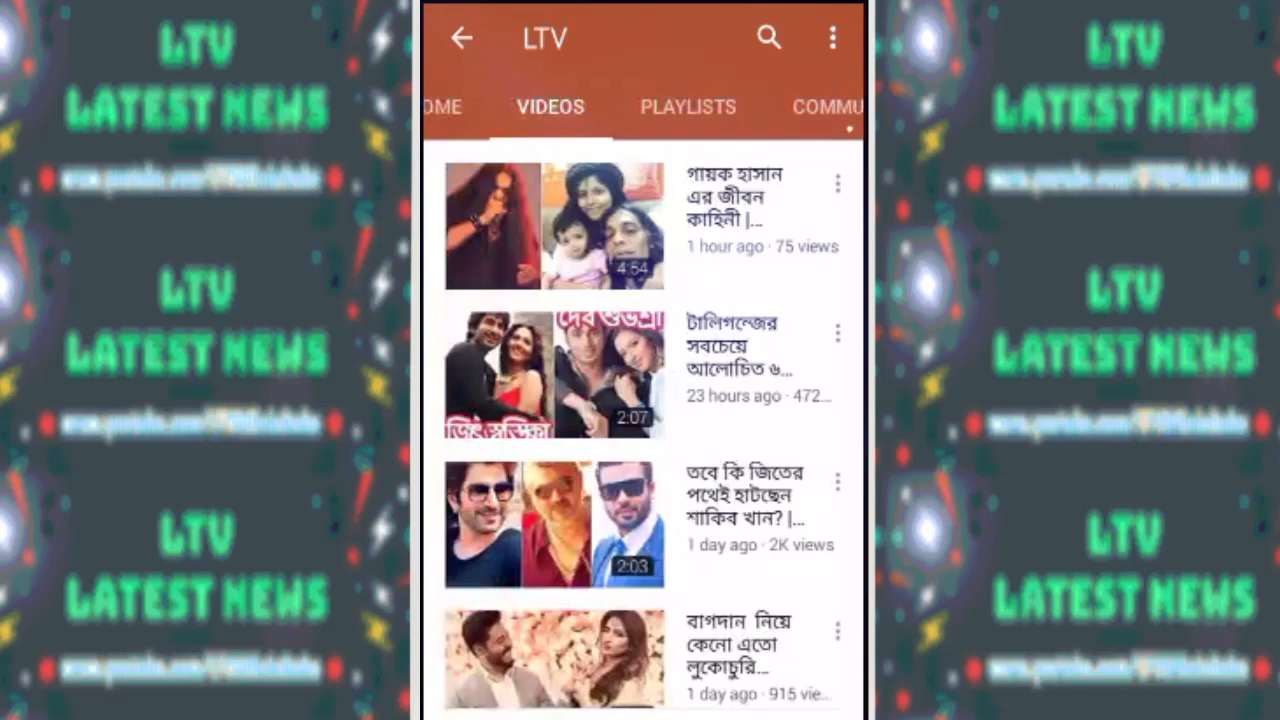 LTV
LATEST NEWS
LTV
LATEST NEWS
LTV
LATEST NEWS
LTV
OME
VIDEOS
PLAYLISTS
COMMU
4:54
গায়ক হাসান
এর জীবন
কাহিনী |...
1 hour ago · 75 views
দেব শুভশ্রী
2:07
টালিগন্জের
সবচেয়ে
আলোচিত ৬...
23 hours ago · 472...
2:03
তবে কি জিতের
পথেই হাটছেন
শাকিব খান? |...
1 day ago · 2K views
বাগদান নিয়ে
কেনো এতো
লুকোচুরি...
1 day ago · 915 vie...
LTV
LATEST NEWS
LTV
LATEST NEWS
LTV
LATEST NEWS